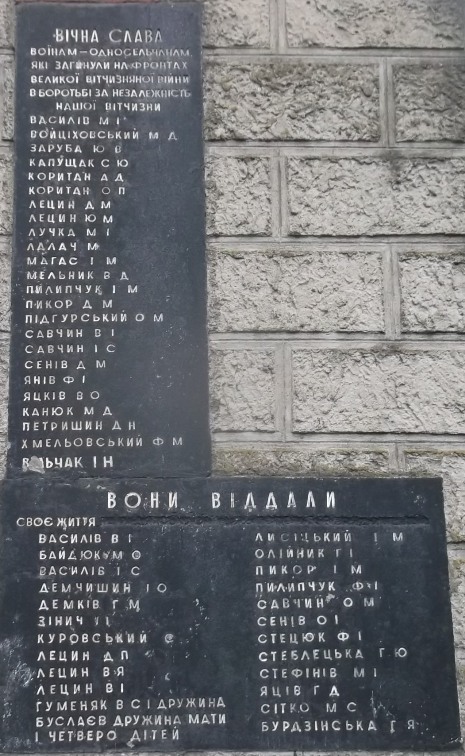 ВІЧНА СЛАВА
ВОЇНАМ-ОДНОСЕЛЬЧАНАМ,
ЯКІ ЗАГИНУЛИ НА ФРОНТАХ
ВЕЛИКОЇ ВІТЧИЗНЯНОЇ ВІЙНИ
В БОРОТЬБІ ЗА НЕЗАЛЕЖНІСТЬ
НАШОЇ ВІТЧИЗНИ
ВАСИЛІВ М І
ВОЙЦІХОВСЬКИЙ М Д
ЗАРУБА Ю В
КАПУЩАК С Ю
КОРИТАН А Д
КОРИТАН О П
ЛЕЦИН Д М
ЛЕЦИН Ю М
ЛУЧКА М І
ЛАЛАЧ М
МАГАС І М
МЕЛЬНИК В Д
ПИЛИПЧУК І М
ПИКОР Д М
ПІДГУРСЬКИЙ О М
САВЧИН В І
САВЧИН І С
СЕНІВ Д М
ЯНІВ Ф І
ЯЦКІВ В О
КАНЮК М Д
ПЕТРИШИН Д Н
ХМЕЛЬОВСЬКИЙ Ф М
ВІЛЬЧАК І Н
ВОНИ ВІДДАЛИ
СВОЄ ЖИТТЯ
ВАСИЛІВ В І
БАЙДЮК М О
ВАСИЛІВ І С
ДЕМЧИШИН І О
ДЕМКІВ Г М
ЗІНИЧ
КУРОВСЬКИЙ
ЛЕЦИН Д П
ЛЕЦИН В Я
ЛЕЦИН В І
ГУМЕНЯК В С І ДРУЖИНА
БУСЛАЄВ ДРУЖИНА МАТИ
І ЧЕТВЕРО ДІТЕЙ
ЛИСІЦЬКИЙ І М
ОЛІЙНИК Г І
ПИКОР І М
ПИЛИПЧУК Ф І
САВЧИН О М
СЕНІВ О І
СТЕЦЮК Ф І
СТЕБЛЕЦЬКА Г Ю
СТЕФІНІВ М І
ЯЦІВ Г Д
СІТКО М С
БУРДЗІНСЬКА Г Я